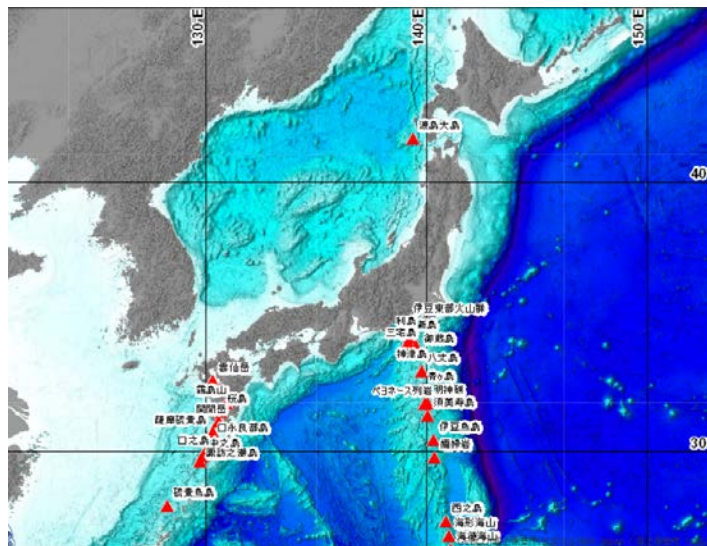 130°E
140°E
150°E
渡島大島
40
伊豆東部火山群
利島
新島
三宅島
御蔵島
神津島
八丈島
雲仙岳
青ヶ島
霧島山
ベヨネース列岩
明神礁
桜島
須美寿島
開聞岳
薩摩硫黄島
口永良部島
伊豆鳥島
口之島
中之島
孀婦岩
30
諏訪之瀬島
硫黄鳥島
西之島
海形海山
海徳海山